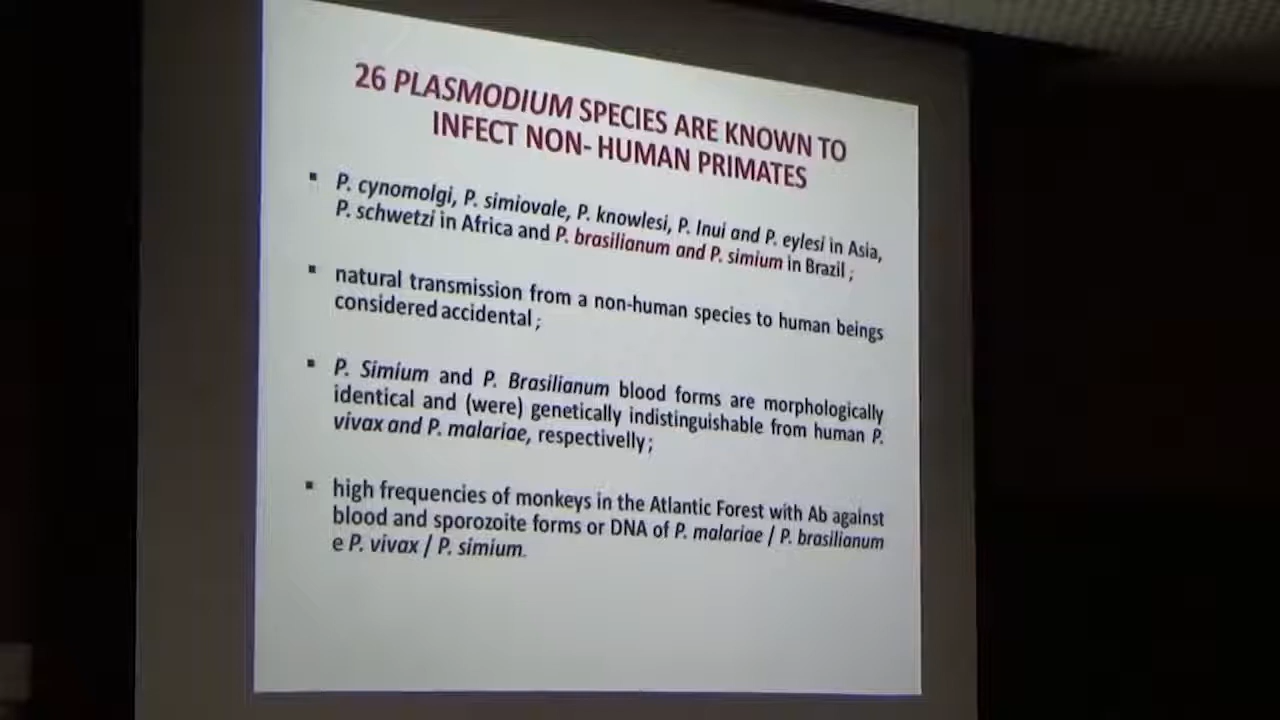 26 PLASMODIUM SPECIES ARE KNOWN TO
INFECT NON- HUMAN PRIMATES
▪ P. cynomolgi, P. simiovale, P. knowlesi, P. Inui and P. eylesi in Asia,
P. schwetzi in Africa and P. brasilianum and P. simium in Brazil ;
▪ natural transmission from a non-human species to human beings
considered accidental ;
▪ P. Simium and P. Brasilianum blood forms are morphologically
identical and (were) genetically indistinguishable from human P.
vivax and P. malariae, respectivelly ;
▪ high frequencies of monkeys in the Atlantic Forest with Ab against
blood and sporozoite forms or DNA of P. malariae / P. brasilianum
e P. vivax / P. simium.